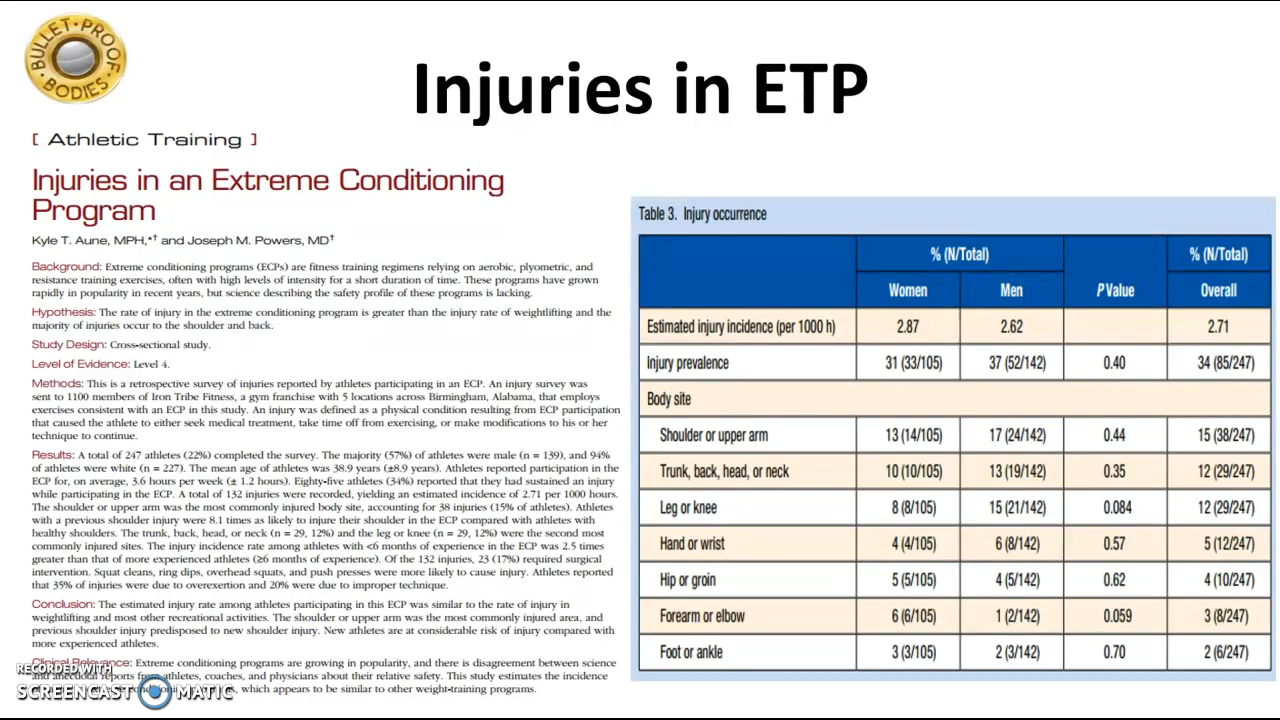 BULLET·PROOF
BODIES
Injuries in ETP
[ Athletic Training ]
Injuries in an Extreme Conditioning
Program
Kyle T. Aune, MPH,*† and Joseph M. Powers, MD†
Background: Extreme conditioning programs (ECPs) are fitness training regimens relying on aerobic, plyometric, and
resistance training exercises, often with high levels of intensity for a short duration of time. These programs have grown
rapidly in popularity in recent years, but science describing the safety profile of these programs is lacking.
Hypothesis: The rate of injury in the extreme conditioning program is greater than the injury rate of weightlifting and the
majority of injuries occur to the shoulder and back.
Study Design: Cross-sectional study.
Level of Evidence: Level 4.
Methods: This is a retrospective survey of injuries reported by athletes participating in an ECP. An injury survey was
sent to 1100 members of Iron Tribe Fitness, a gym franchise with 5 locations across Birmingham, Alabama, that employs
exercises consistent with an ECP in this study. An injury was defined as a physical condition resulting from ECP participation
that caused the athlete to either seek medical treatment, take time off from exercising, or make modifications to his or her
technique to continue.
Results: A total of 247 athletes (22%) completed the survey. The majority (57%) of athletes were male (n = 139), and 94%
of athletes were white (n = 227). The mean age of athletes was 38.9 years (±8.9 years). Athletes reported participation in the
ECP for, on average, 3.6 hours per week (± 1.2 hours). Eighty-five athletes (34%) reported that they had sustained an injury
while participating in the ECP. A total of 132 injuries were recorded, yielding an estimated incidence of 2.71 per 1000 hours.
The shoulder or upper arm was the most commonly injured body site, accounting for 38 injuries (15% of athletes). Athletes
with a previous shoulder injury were 8.1 times as likely to injure their shoulder in the ECP compared with athletes with
healthy shoulders. The trunk, back, head, or neck (n = 29, 12%) and the leg or knee (n = 29, 12%) were the second most
commonly injured sites. The injury incidence rate among athletes with <6 months of experience in the ECP was 2.5 times
greater than that of more experienced athletes (≥6 months of experience). Of the 132 injuries, 23 (17%) required surgical
intervention. Squat cleans, ring dips, overhead squats, and push presses were more likely to cause injury. Athletes reported
that 35% of injuries were due to overexertion and 20% were due to improper technique.
Conclusion: The estimated injury rate among athletes participating in this ECP was similar to the rate of injury in
weightlifting and most other recreational activities. The shoulder or upper arm was the most commonly injured area, and
previous shoulder injury predisposed to new shoulder injury. New athletes are at considerable risk of injury compared with
more experienced athletes.
Clinical Relevance: Extreme conditioning programs are growing in popularity, and there is disagreement between science
and anecdotal reports from athletes, coaches, and physicians about their relative safety. This study estimates the incidence
which appears to be similar to other weight-training programs.
RECORDED WITH
SCREENCAST MATIC
Table 3. Injury occurrence
% (N/Total) % (N/Total)
Women Men P Value Overall
Estimated injury incidence (per 1000 h) 2.87 2.62 2.71
Injury prevalence 31 (33/105) 37 (52/142) 0.40 34 (85/247)
Body site
Shoulder or upper arm 13 (14/105) 17 (24/142) 0.44 15 (38/247)
Trunk, back, head, or neck 10 (10/105) 13 (19/142) 0.35 12 (29/247)
Leg or knee 8 (8/105) 15 (21/142) 0.084 12 (29/247)
Hand or wrist 4 (4/105) 6 (8/142) 0.57 5 (12/247)
Hip or groin 5 (5/105) 4 (5/142) 0.62 4 (10/247)
Forearm or elbow 6 (6/105) 1 (2/142) 0.059 3 (8/247)
Foot or ankle 3 (3/105) 2 (3/142) 0.70 2 (6/247)